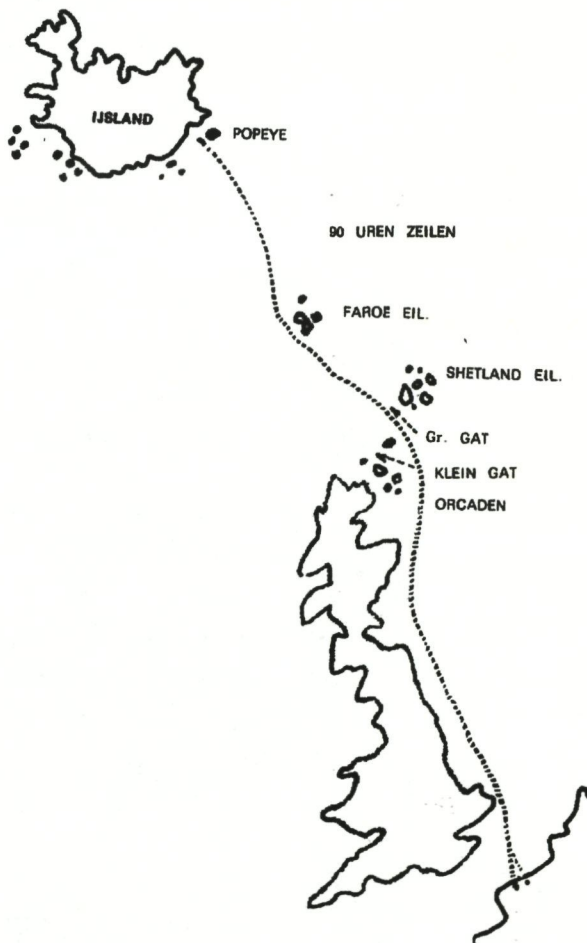 IJSLAND
POPEYE
90 UREN ZEILEN
FAROE EIL.
SHETLAND EIL.
Gr. GAT
KLEIN GAT
ORCADEN